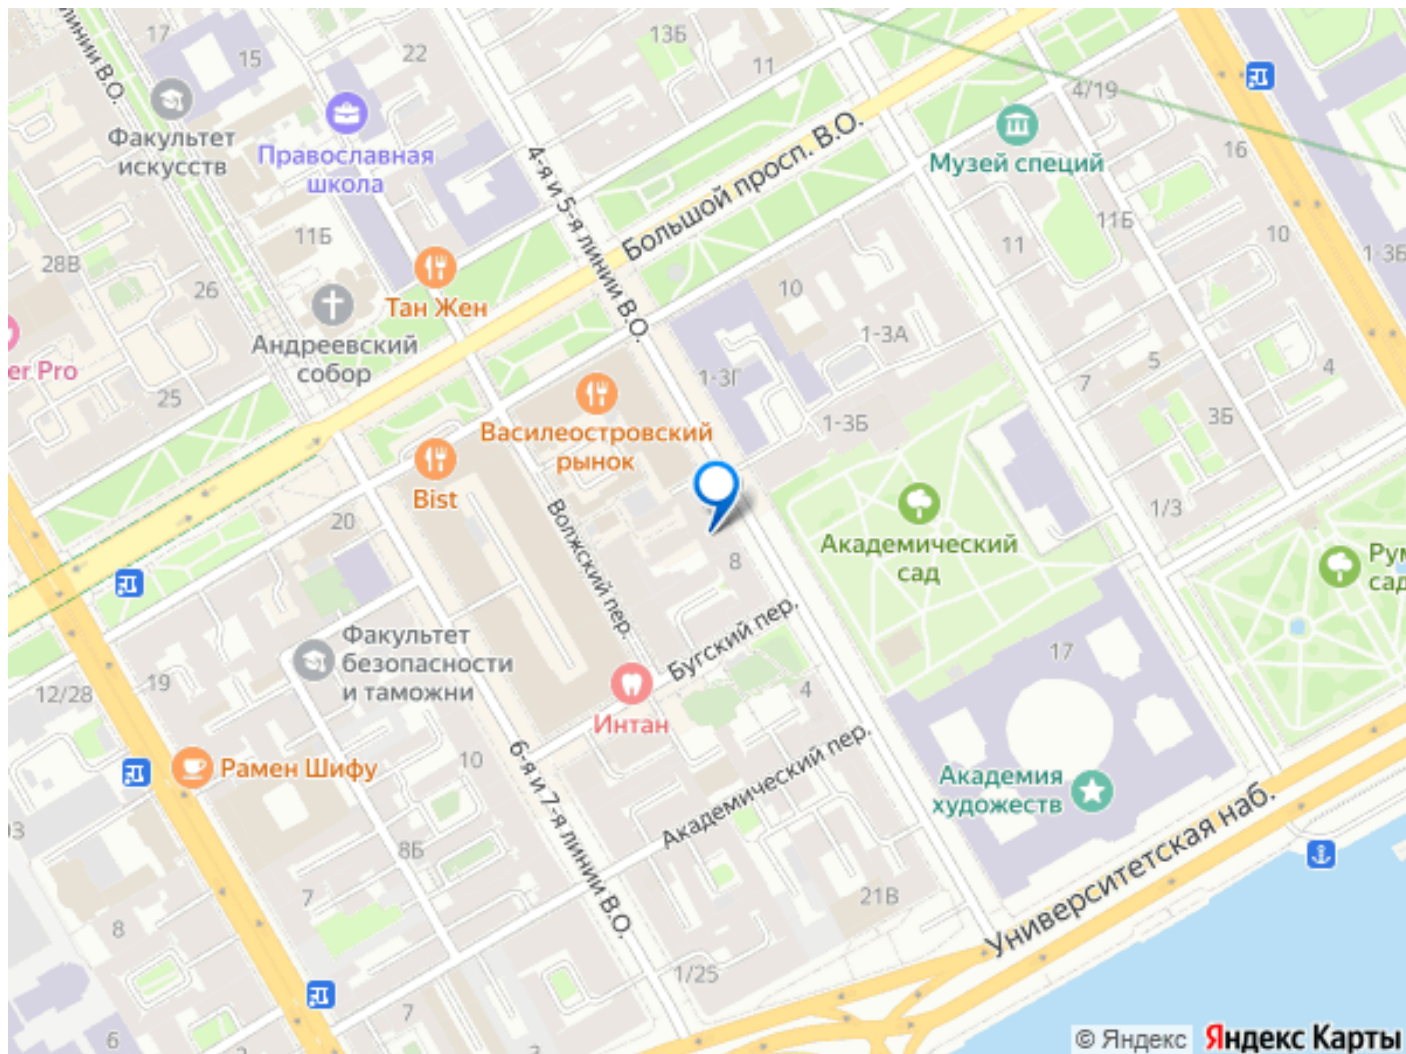 линии В.О.
17
15
22
13Б
11
4/19
Факультет
искусств
Православная
школа
4-я и 5-я линии В.О.
Большой просп. В.О.
Музей специй
16
11Б
28В
26
Тан Жен
Андреевский
собор
10
1-3А
11
11Б
10
1-3Б
er Pro
25
1-3Г
1-3Б
7
5
4
3Б
Василеостровский
рынок
Bist
20
Волжский пер.
8
Академический
сад
1/3
Рум
сад
Факультет
безопасности
и таможни
12/28
19
Бугский пер.
Интан
4
17
Рамен Шифу
10
6-я и 7-я линии В.О.
Академический пер.
Академия
художеств
Университетская наб.
8Б
7
8
21В
1/25
7
6
© Яндекс
Яндекс Карты